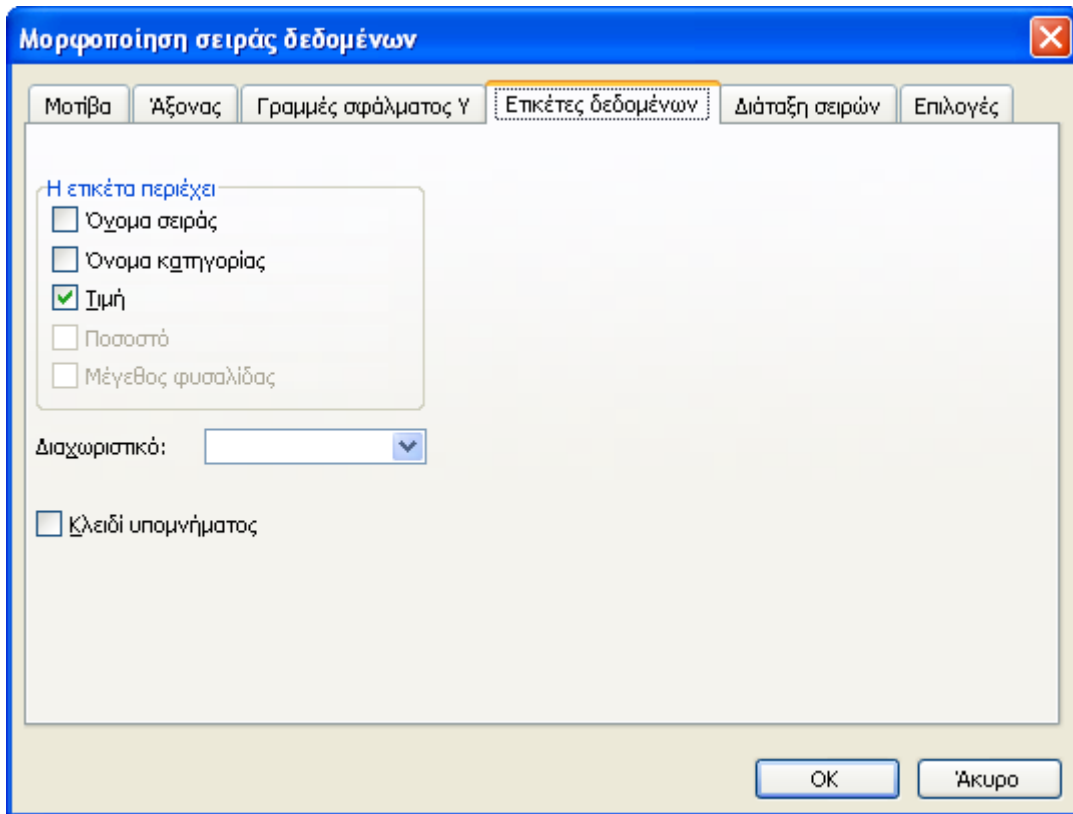 Μορφοποίηση σειράς δεδομένων
Μοτίβα Άξονας Γραμμές σφάλματος Υ Ετικέτες δεδομένων Διάταξη σειρών Επιλογές
Η ετικέτα περιέχει
Όνομα σειράς
Όνομα κατηγορίας
Τιμή
Ποσοστό
Μέγεθος φυσαλίδας
Διαχωριστικό:
Κλειδί υπομνήματος
OK Άκυρο